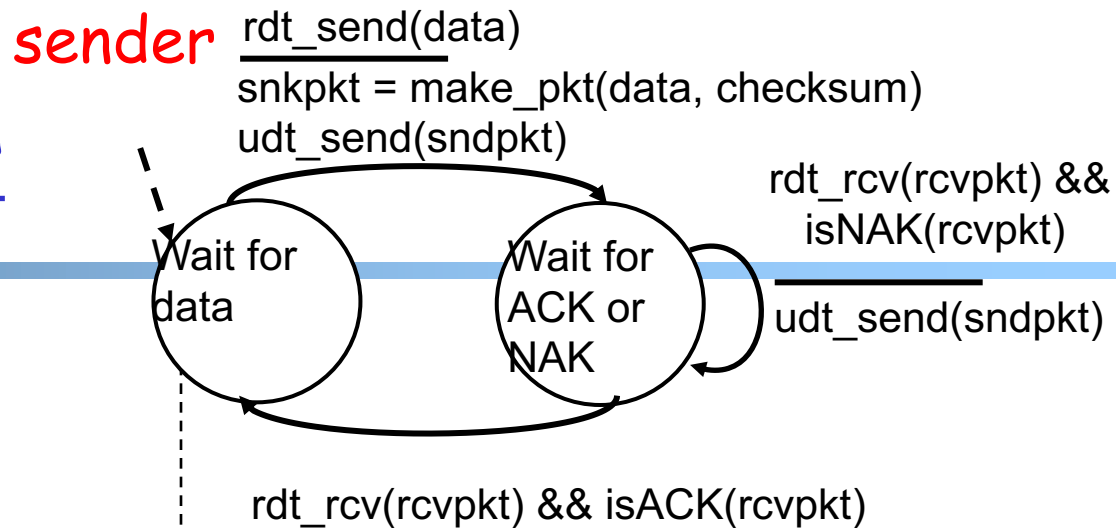 sender
rdt_send(data)
snkpkt = make_pkt(data, checksum)
udt_send(sndpkt)
rdt_rcv(rcvpkt) &&
isNAK(rcvpkt)
udt_send(sndpkt)
Wait for
data
Wait for
ACK or
NAK
rdt_rcv(rcvpkt) && isACK(rcvpkt)